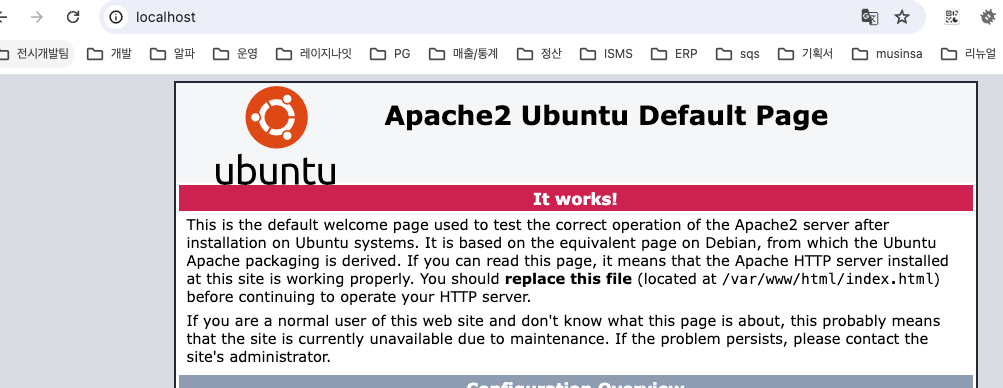 localhost
전시개발팀 개발 알파 운영 레이지나잇 PG 매출/통계 정산 ISMS ERP sqs 기획서 musinsa 리뉴얼
Apache2 Ubuntu Default Page
ubuntu
It works!
This is the default welcome page used to test the correct operation of the Apache2 server after
installation on Ubuntu systems. It is based on the equivalent page on Debian, from which the Ubuntu
Apache packaging is derived. If you can read this page, it means that the Apache HTTP server installed
at this site is working properly. You should replace this file (located at /var/www/html/index.html)
before continuing to operate your HTTP server.
If you are a normal user of this web site and don't know what this page is about, this probably means
that the site is currently unavailable due to maintenance. If the problem persists, please contact the
site's administrator.
Configuration Overview